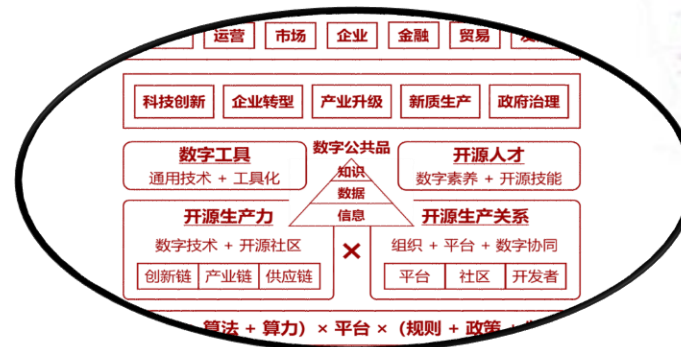 运营 市场 企业 金融 贸易
科技创新 企业转型 产业升级 新质生产 政府治理
数字工具
通用技术 + 工具化
数字公共品
知识
数据
信息
开源人才
数字素养 + 开源技能
开源生产力
数字技术 + 开源社区
创新链 产业链 供应链
×
开源生产关系
组织 + 平台 + 数字协同
平台 社区 开发者
算法 + 算力) × 平台 × (规则 + 政策 +